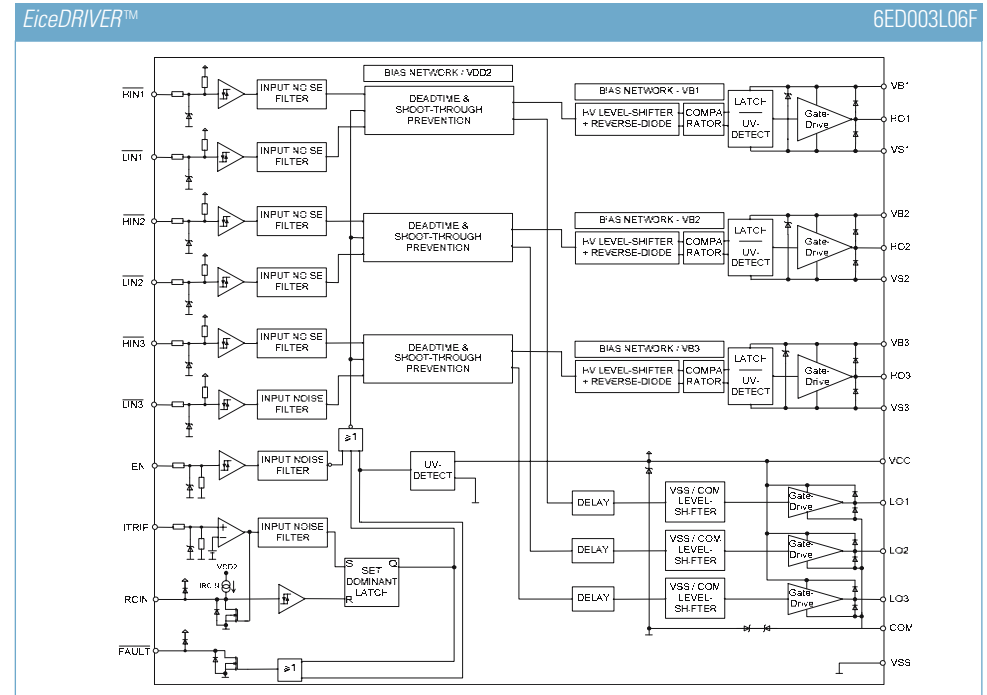 EiceDRIVER™
6ED003L06F
BIAS NETWORK / VDD2
HIN1
INPUT NOISE
FILTER
DEADTIME &
SHOOT-THROUGH
PREVENTION
BIAS NETWORK - VB1
HV LEVEL-SHIFTER
+ REVERSE-DIODE
COMPA
RATOR
LATCH
UV-
DETECT
Gate-
Drive
VB1
HO1
VS1
LIN1
INPUT NOISE
FILTER
HIN2
INPUT NOISE
FILTER
DEADTIME &
SHOOT-THROUGH
PREVENTION
BIAS NETWORK - VB2
HV LEVEL-SHIFTER
+ REVERSE-DIODE
COMPA
RATOR
LATCH
UV-
DETECT
Gate-
Drive
VB2
HO2
VS2
LIN2
INPUT NOISE
FILTER
HIN3
INPUT NOISE
FILTER
DEADTIME &
SHOOT-THROUGH
PREVENTION
BIAS NETWORK / VB3
HV LEVEL-SHIFTER
+ REVERSE-DIODE
COMPA
RATOR
LATCH
UV-
DETECT
Gate-
Drive
VB3
HO3
VS3
LIN3
INPUT NOISE
FILTER
≥1
EN
INPUT NOISE
FILTER
UV-
DETECT
VCC
DELAY
VSS / COM
LEVEL-
SHIFTER
Gate-
Drive
LO1
ITRIP
INPUT NOISE
FILTER
DELAY
VSS / COM
LEVEL-
SHIFTER
Gate-
Drive
LO2
VDD2
IRCIN
RCIN
S
Q
SET
DOMINANT
LATCH
R
DELAY
VSS / COM
LEVEL-
SHIFTER
Gate-
Drive
LO3
COM
FAULT
≥1
VSS